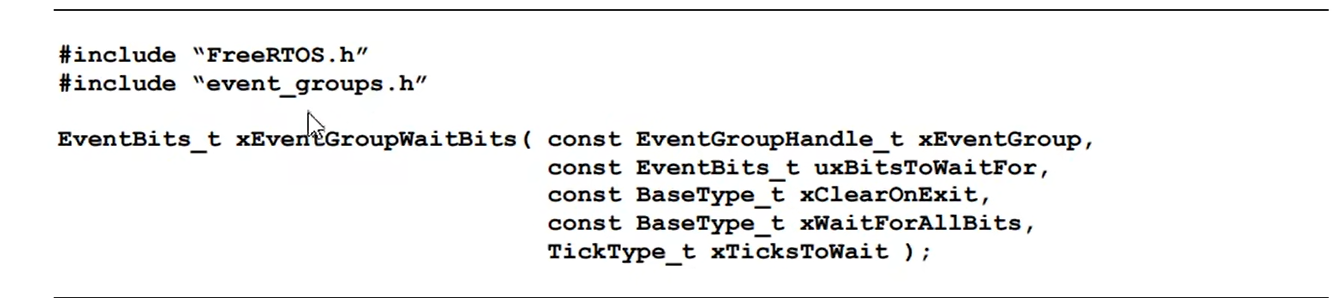 #include “FreeRTOS.h”
#include “event_groups.h”
EventBits_t xEventGroupWaitBits( const EventGroupHandle_t xEventGroup,
const EventBits_t uxBitsToWaitFor,
const BaseType_t xClearOnExit,
const BaseType_t xWaitForAllBits,
TickType_t xTicksToWait );